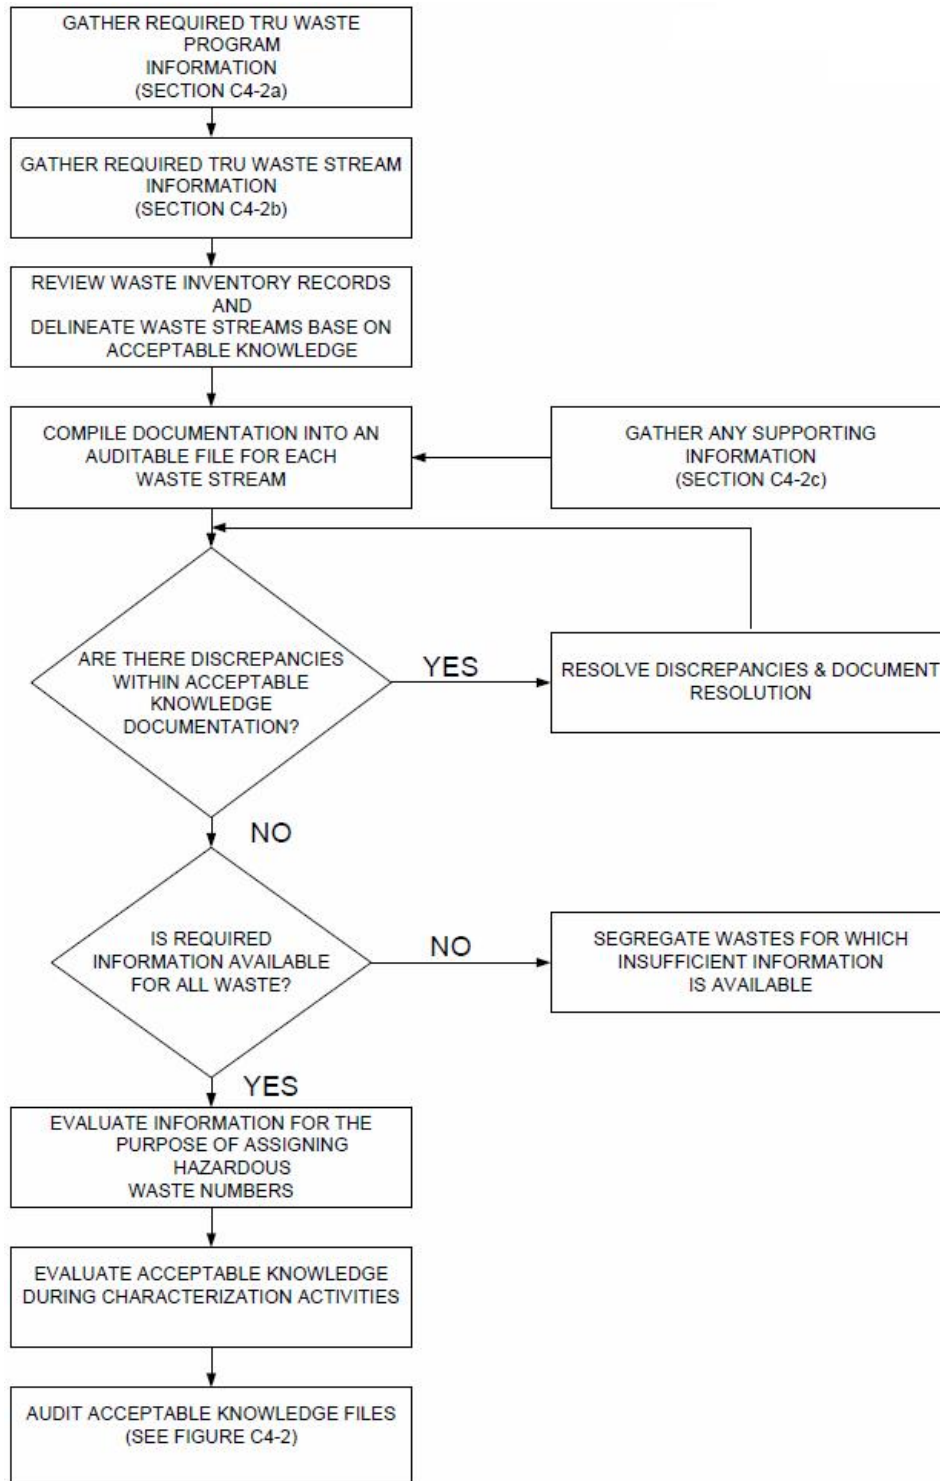 GATHER REQUIRED TRU WASTE
PROGRAM
INFORMATION
(SECTION C4-2a)
GATHER REQUIRED TRU WASTE STREAM
INFORMATION
(SECTION C4-2b)
REVIEW WASTE INVENTORY RECORDS
AND
DELINEATE WASTE STREAMS BASE ON
ACCEPTABLE KNOWLEDGE
COMPILE DOCUMENTATION INTO AN
AUDITABLE FILE FOR EACH
WASTE STREAM
GATHER ANY SUPPORTING
INFORMATION
(SECTION C4-2c)
ARE THERE DISCREPANCIES
WITHIN ACCEPTABLE
KNOWLEDGE
DOCUMENTATION?
YES
RESOLVE DISCREPANCIES & DOCUMENT
RESOLUTION
NO
IS REQUIRED
INFORMATION AVAILABLE
FOR ALL WASTE?
NO
SEGREGATE WASTES FOR WHICH
INSUFFICIENT INFORMATION
IS AVAILABLE
YES
EVALUATE INFORMATION FOR THE
PURPOSE OF ASSIGNING
HAZARDOUS
WASTE NUMBERS
EVALUATE ACCEPTABLE KNOWLEDGE
DURING CHARACTERIZATION ACTIVITIES
AUDIT ACCEPTABLE KNOWLEDGE FILES
(SEE FIGURE C4-2)